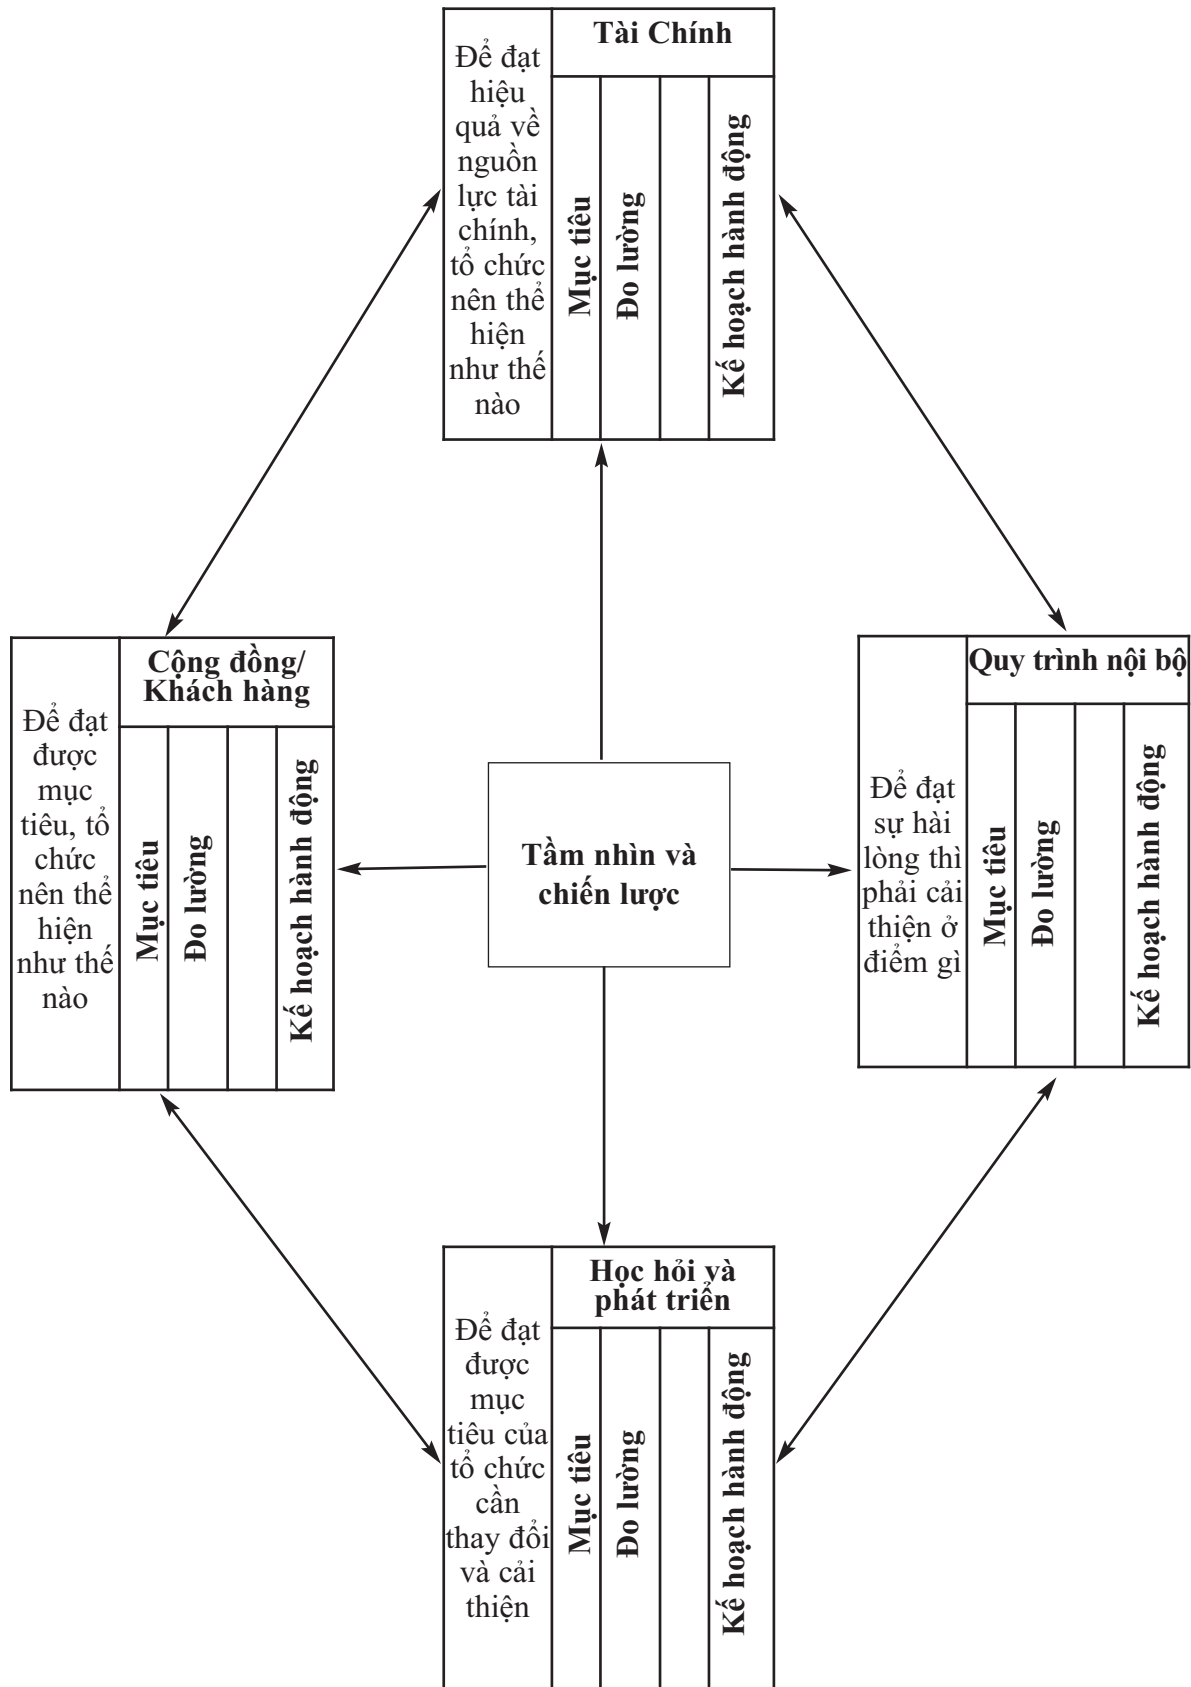 Để đạt
hiệu
quả về
nguồn
lực tài
chính,
tổ chức
nên thể
hiện
như thế
nào
Tài Chính
Mục tiêu
Đo lường
Kế hoạch hành động
Để đạt
được
mục
tiêu, tổ
chức
nên thể
hiện
như thế
nào
Cộng đồng/
Khách hàng
Mục tiêu
Đo lường
Kế hoạch hành động
Tầm nhìn và
chiến lược
Để đạt
sự hài
lòng thì
phải cải
thiện ở
điểm gì
Quy trình nội bộ
Mục tiêu
Đo lường
Kế hoạch hành động
Để đạt
được
mục
tiêu của
tổ chức
cần
thay đổi
và cải
thiện
Học hỏi và
phát triển
Mục tiêu
Đo lường
Kế hoạch hành động